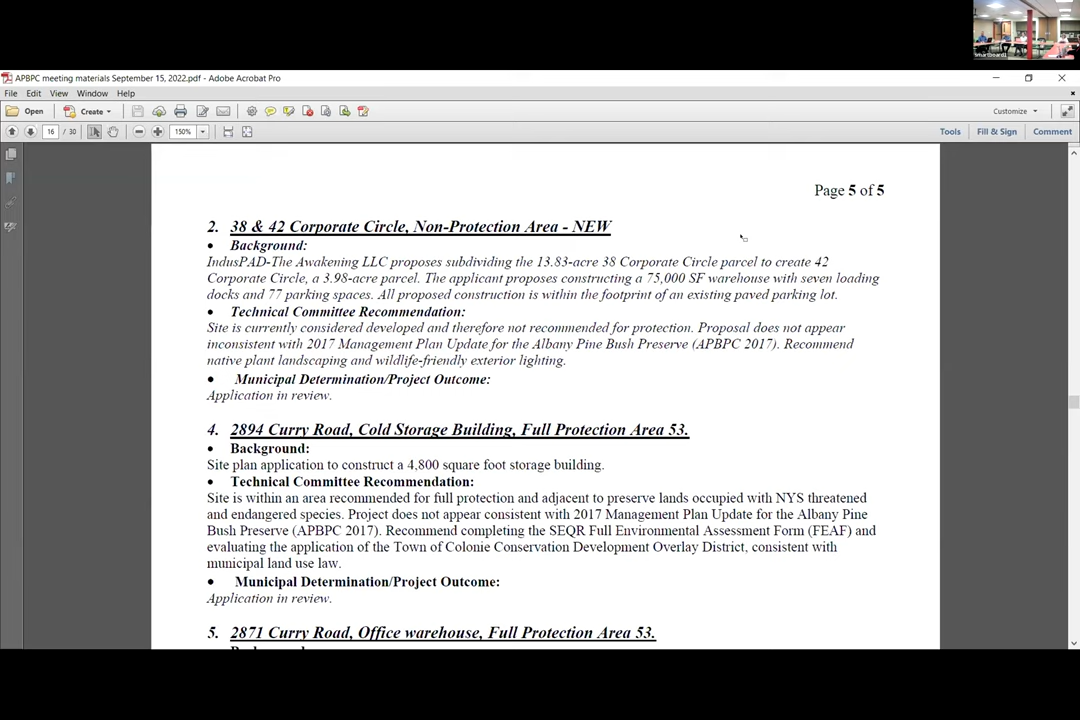 smartboard1
APBPC meeting materials September 15, 2022.pdf - Adobe Acrobat Pro
File Edit View Window Help
Open Create Customize
16 / 30 150% Tools Fill & Sign Comment
Page 5 of 5
2. 38 & 42 Corporate Circle, Non-Protection Area - NEW
• Background:
IndusPAD-The Awakening LLC proposes subdividing the 13.83-acre 38 Corporate Circle parcel to create 42
Corporate Circle, a 3.98-acre parcel. The applicant proposes constructing a 75,000 SF warehouse with seven loading
docks and 77 parking spaces. All proposed construction is within the footprint of an existing paved parking lot.
• Technical Committee Recommendation:
Site is currently considered developed and therefore not recommended for protection. Proposal does not appear
inconsistent with 2017 Management Plan Update for the Albany Pine Bush Preserve (APBPC 2017). Recommend
native plant landscaping and wildlife-friendly exterior lighting.
• Municipal Determination/Project Outcome:
Application in review.
4. 2894 Curry Road, Cold Storage Building, Full Protection Area 53.
• Background:
Site plan application to construct a 4,800 square foot storage building.
• Technical Committee Recommendation:
Site is within an area recommended for full protection and adjacent to preserve lands occupied with NYS threatened
and endangered species. Project does not appear consistent with 2017 Management Plan Update for the Albany Pine
Bush Preserve (APBPC 2017). Recommend completing the SEQR Full Environmental Assessment Form (FEAF) and
evaluating the application of the Town of Colonie Conservation Development Overlay District, consistent with
municipal land use law.
• Municipal Determination/Project Outcome:
Application in review.
5. 2871 Curry Road, Office warehouse, Full Protection Area 53.